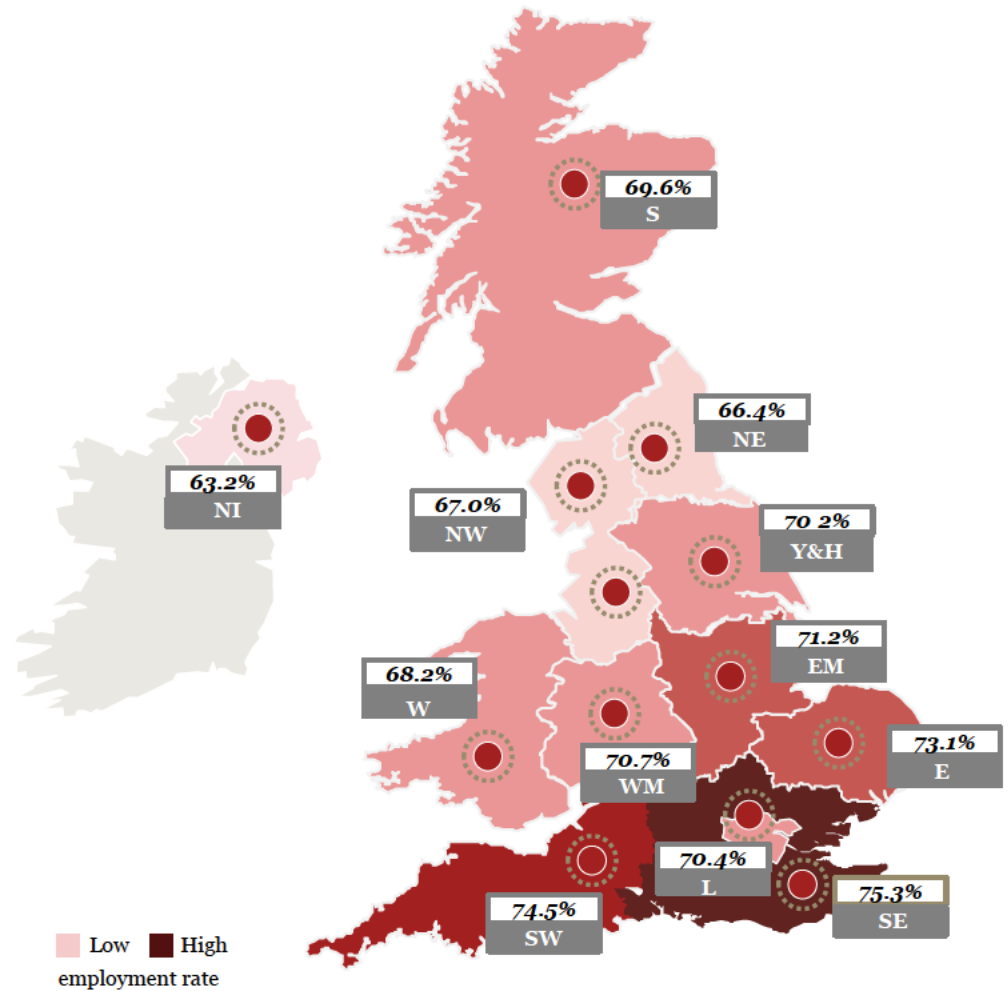 69.6%
S
66.4%
NE
63.2%
NI
67.0%
NW
70 2%
Y&H
71.2%
EM
68.2%
W
73.1%
E
70.7%
WM
70.4%
L
75.3%
SE
74.5%
SW
Low High
employment rate